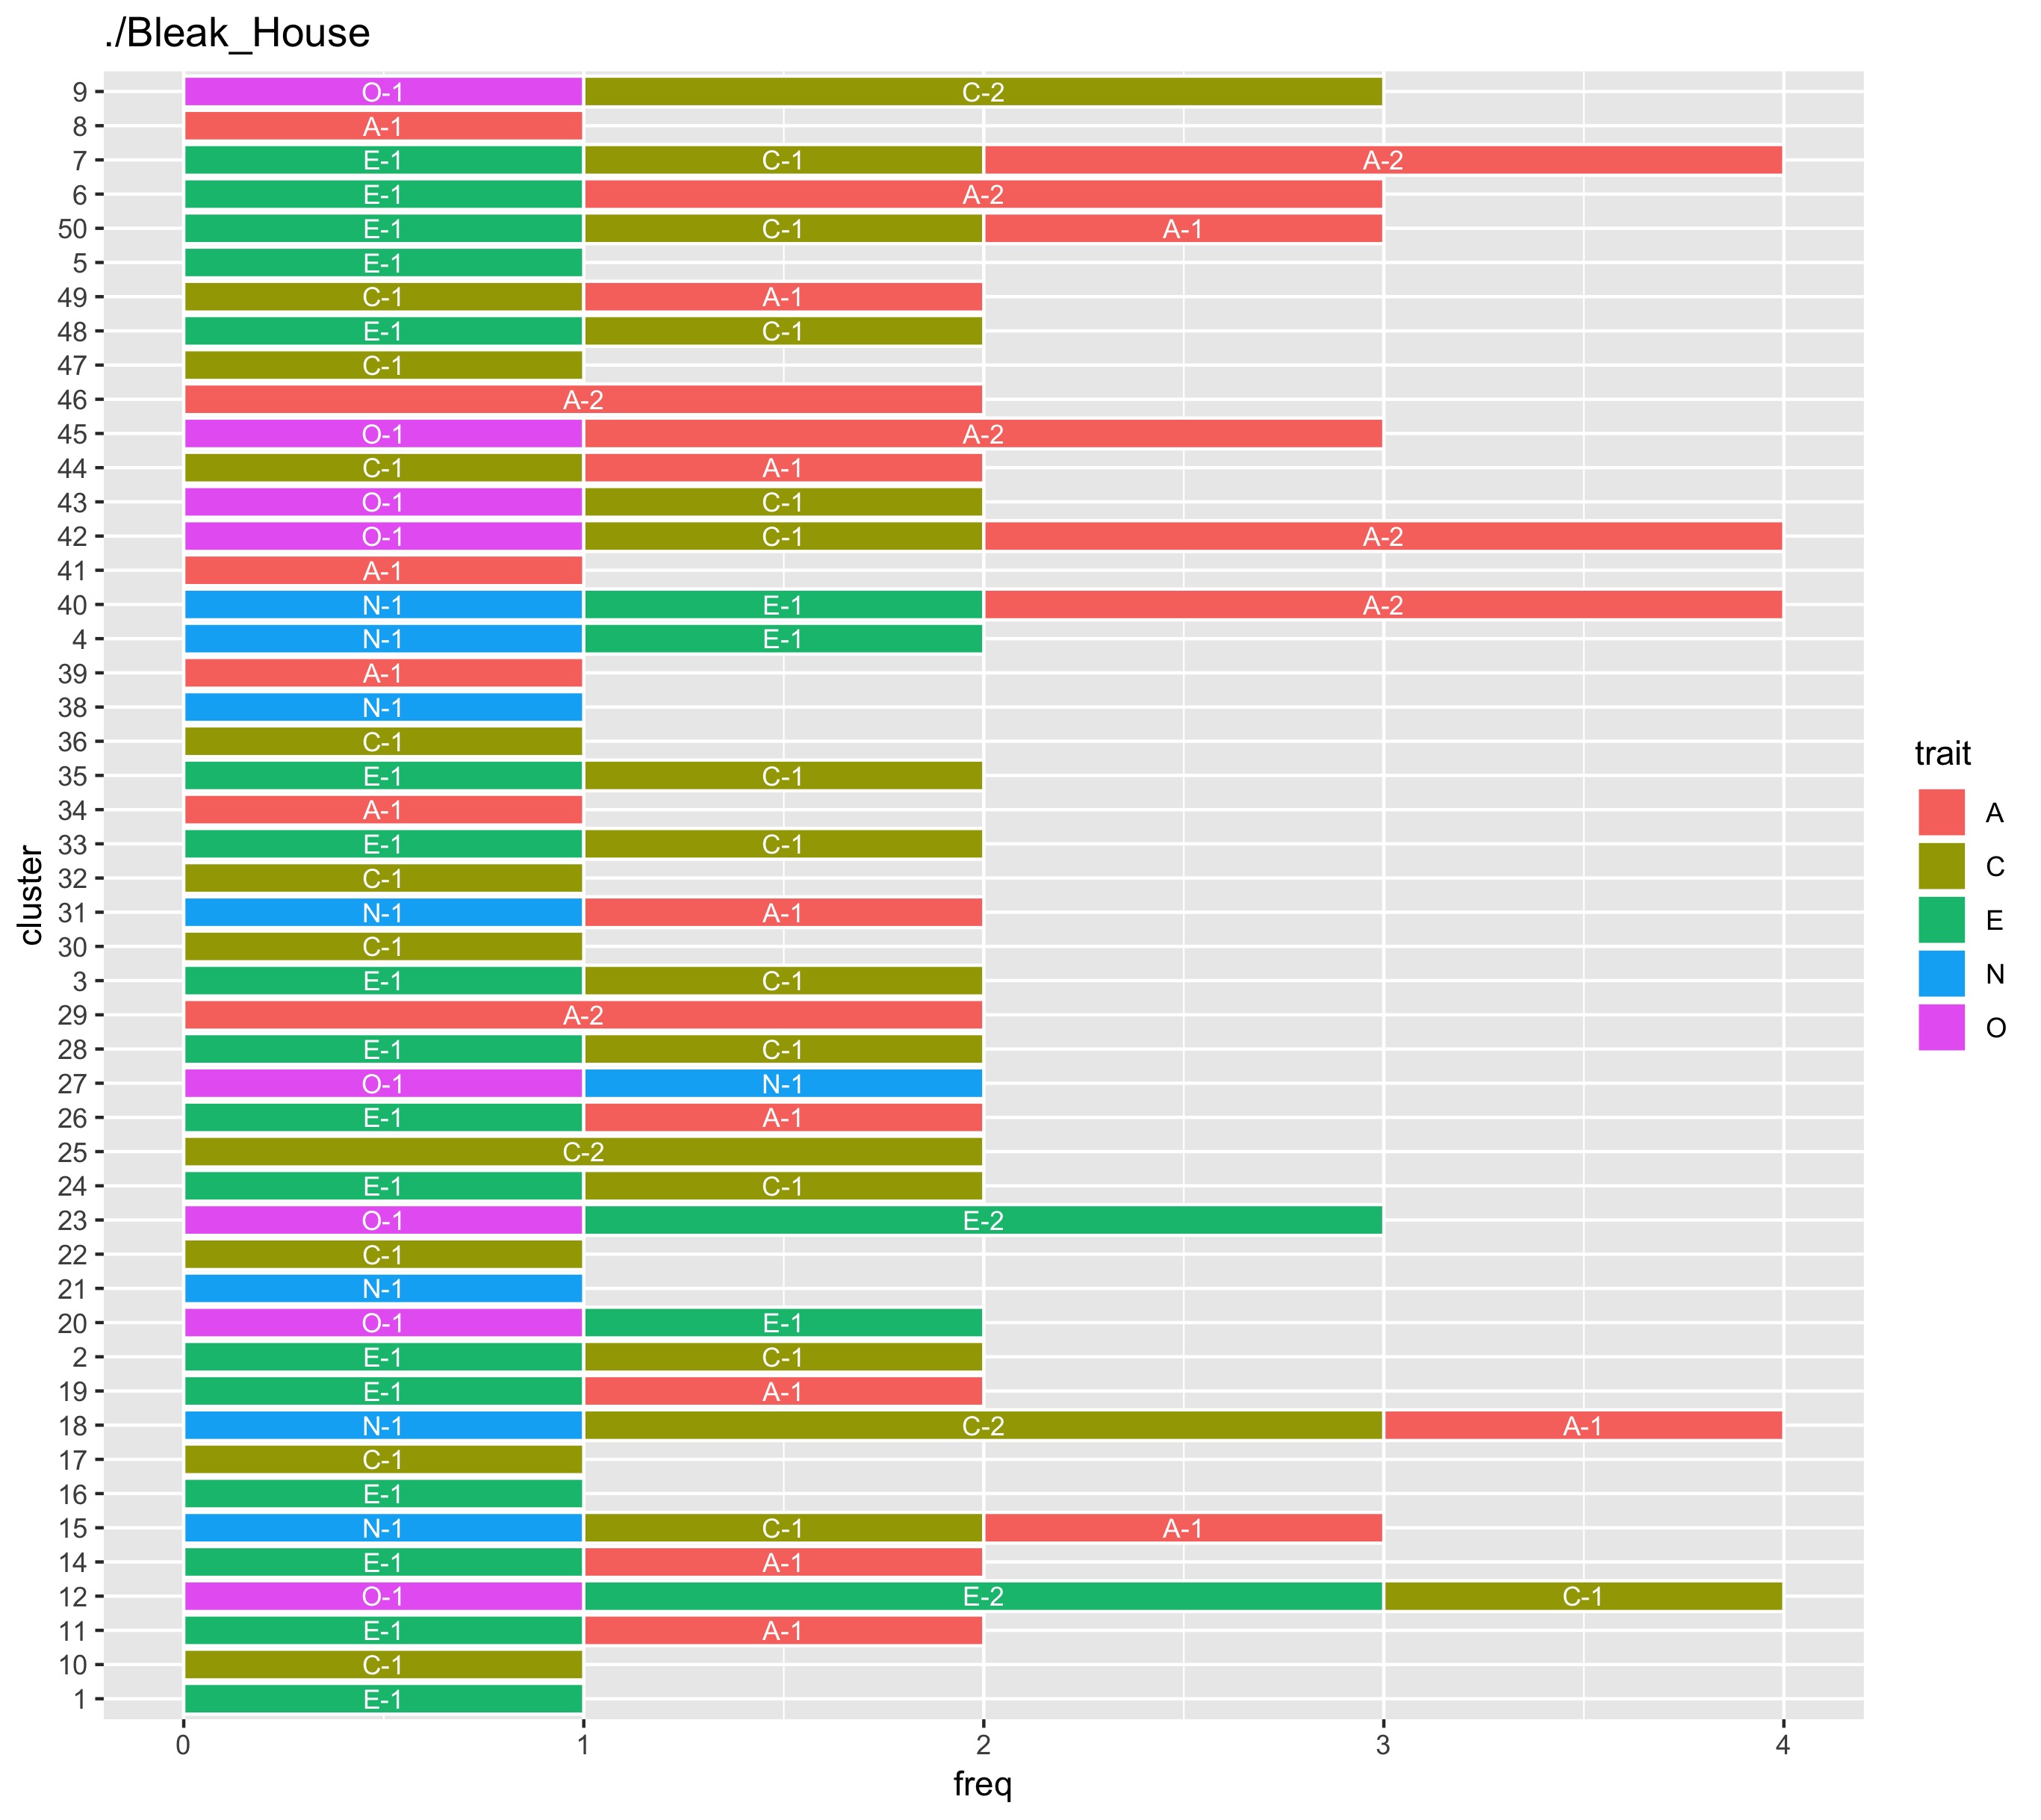 ./Bleak_House
9 O-1 C-2
8 A-1
7 E-1 C-1 A-2
6 E-1 A-2
50 E-1 C-1 A-1
5 E-1
49 C-1 A-1
48 E-1 C-1
47 C-1
46 A-2
45 O-1 A-2
44 C-1 A-1
43 O-1 C-1
42 O-1 C-1 A-2
41 A-1
40 N-1 E-1 A-2
4 N-1 E-1
39 A-1
38 N-1
36 C-1
35 E-1 C-1
34 A-1
33 E-1 C-1
32 C-1
31 N-1 A-1
30 C-1
3 E-1 C-1
29 A-2
28 E-1 C-1
27 O-1 N-1
26 E-1 A-1
25 C-2
24 E-1 C-1
23 O-1 E-2
22 C-1
21 N-1
20 O-1 E-1
2 E-1 C-1
19 E-1 A-1
18 N-1 C-2 A-1
17 C-1
16 E-1
15 N-1 C-1 A-1
14 E-1 A-1
12 O-1 E-2 C-1
11 E-1 A-1
10 C-1
1 E-1
0 1 2 3 4
freq
cluster
trait
A
C
E
N
O